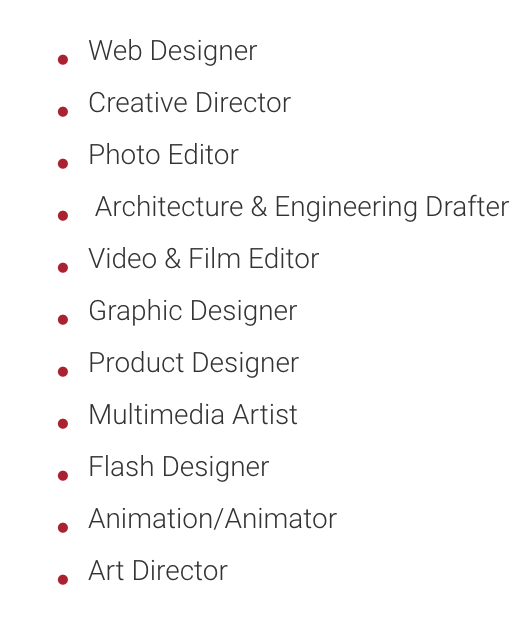 Web Designer
Creative Director
Photo Editor
Architecture & Engineering Drafter
Video & Film Editor
Graphic Designer
Product Designer
Multimedia Artist
Flash Designer
Animation/Animator
Art Director